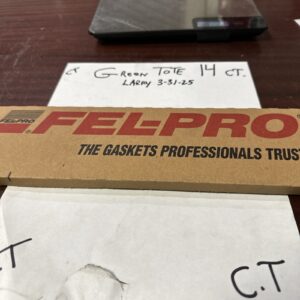 CT GREEN TOTE 14 CT.
LARRY 3-31-25
FEL-PRO FEL-PRO
THE GASKETS PROFESSIONALS TRUST
C.T
C.T